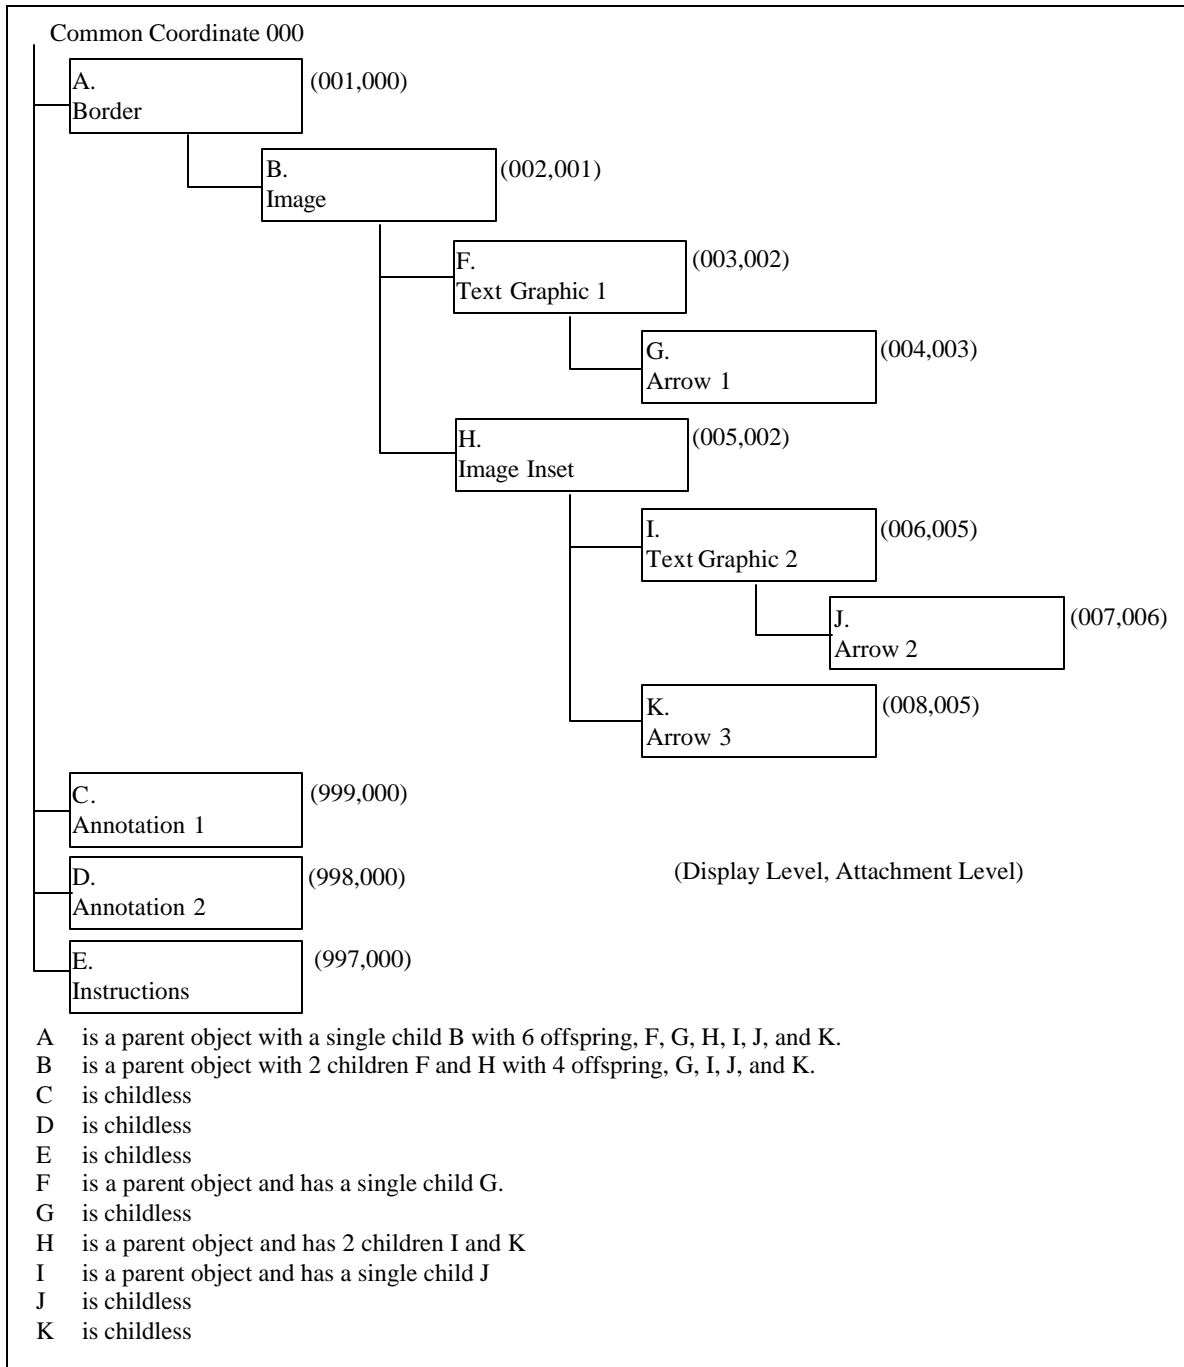 Common Coordinate 000
A.
Border
(001,000)
B.
Image
(002,001)
F.
Text Graphic 1
(003,002)
G.
Arrow 1
(004,003)
H.
Image Inset
(005,002)
I.
Text Graphic 2
(006,005)
J.
Arrow 2
(007,006)
K.
Arrow 3
(008,005)
C.
Annotation 1
(999,000)
D.
Annotation 2
(998,000)
(Display Level, Attachment Level)
E.
Instructions
(997,000)
A is a parent object with a single child B with 6 offspring, F, G, H, I, J, and K.
B is a parent object with 2 children F and H with 4 offspring, G, I, J, and K.
C is childless
D is childless
E is childless
F is a parent object and has a single child G.
G is childless
H is a parent object and has 2 children I and K
I is a parent object and has a single child J
J is childless
K is childless